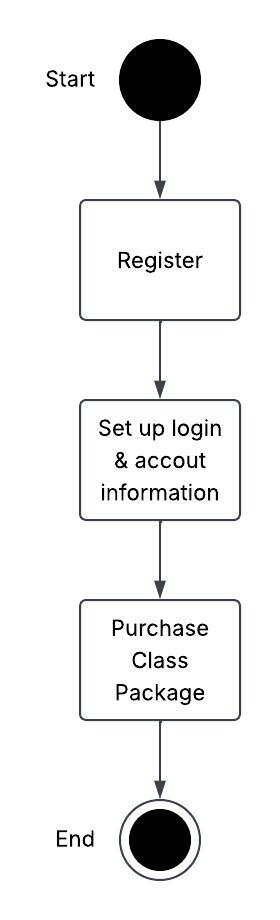 Start
Register
Set up login
& accout
information
Purchase
Class
Package
End